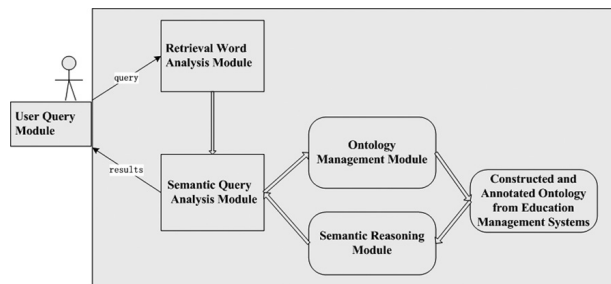 Retrieval Word
Analysis Module
query
User Query
Module
results
Semantic Query
Analysis Module
Ontology
Management Module
Semantic Reasoning
Module
Constructed and
Annotated Ontology
from Education
Management Systems